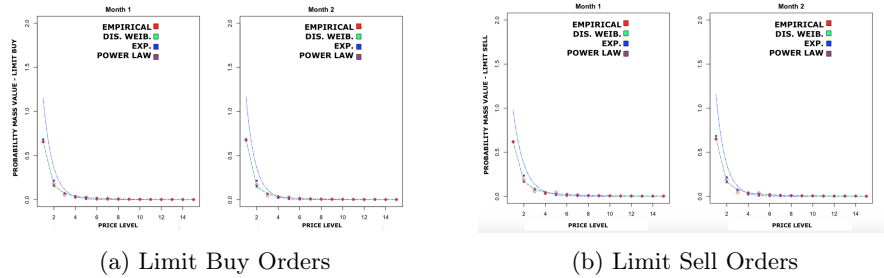 Month 1
Month 2
PROBABILITY MASS VALUE - LIMIT BUY
2.0
1.5
1.0
0.5
0.0
EMPIRICAL
DIS. WEIB.
EXP.
POWER LAW
2 4 6 8 10 12 14
PRICE LEVEL
EMPIRICAL
DIS. WEIB.
EXP.
POWER LAW
2.0
1.5
1.0
0.5
0.0
2 4 6 8 10 12 14
PRICE LEVEL
(a) Limit Buy Orders
Month 1
Month 2
PROBABILITY MASS VALUE - LIMIT SELL
2.0
1.5
1.0
0.5
0.0
EMPIRICAL
DIS. WEIB.
EXP.
POWER LAW
2 4 6 8 10 12 14
PRICE LEVEL
2.0
1.5
1.0
0.5
0.0
EMPIRICAL
DIS. WEIB.
EXP.
POWER LAW
2 4 6 8 10 12 14
PRICE LEVEL
(b) Limit Sell Orders